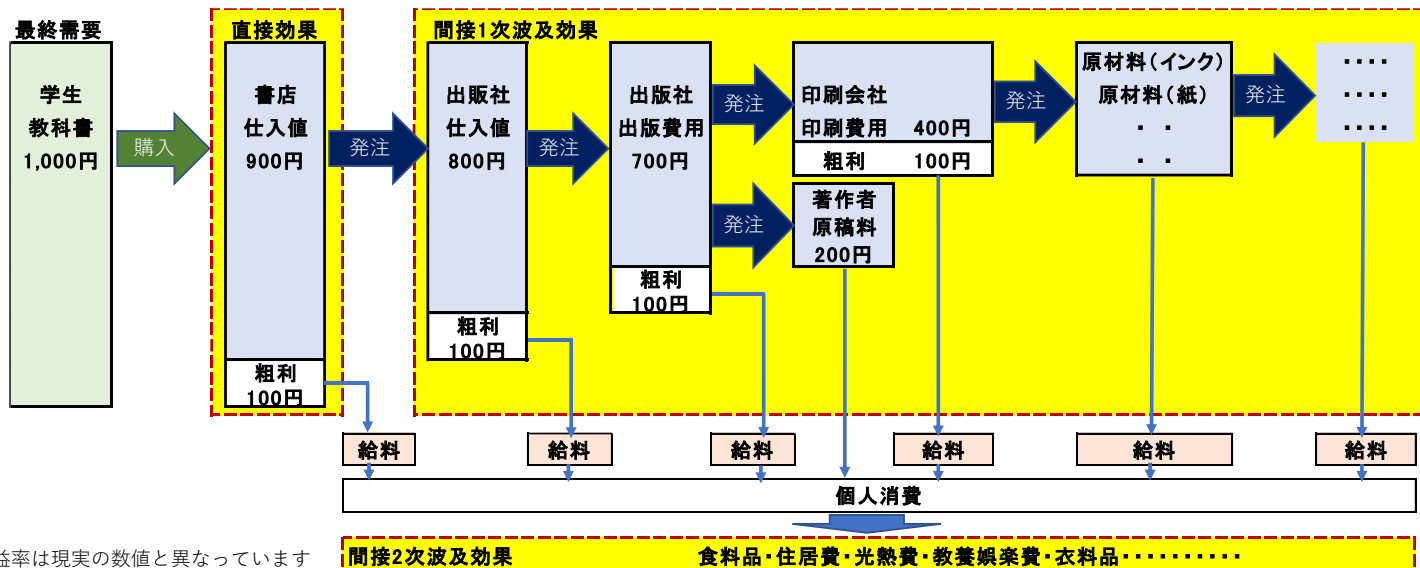 最終需要
学生
教科書
1,000円
購入
直接効果
書店
仕入値
900円
粗利
100円
発注
間接1次波及効果
出版社
仕入値
800円
粗利
100円
発注
出版社
出版費用
700円
粗利
100円
発注
発注
印刷会社
印刷費用 400円
粗利 100円
著作者
原稿料
200円
発注
原材料(インク)
原材料(紙)
・・
・・
発注
・・・・
・・・・
・・・・
給料
給料
給料
給料
給料
給料
個人消費
益率は現実の数値と異なっています
間接2次波及効果 食料品・住居費・光熱費・教養娯楽費・衣料品・・・・・・・・・・